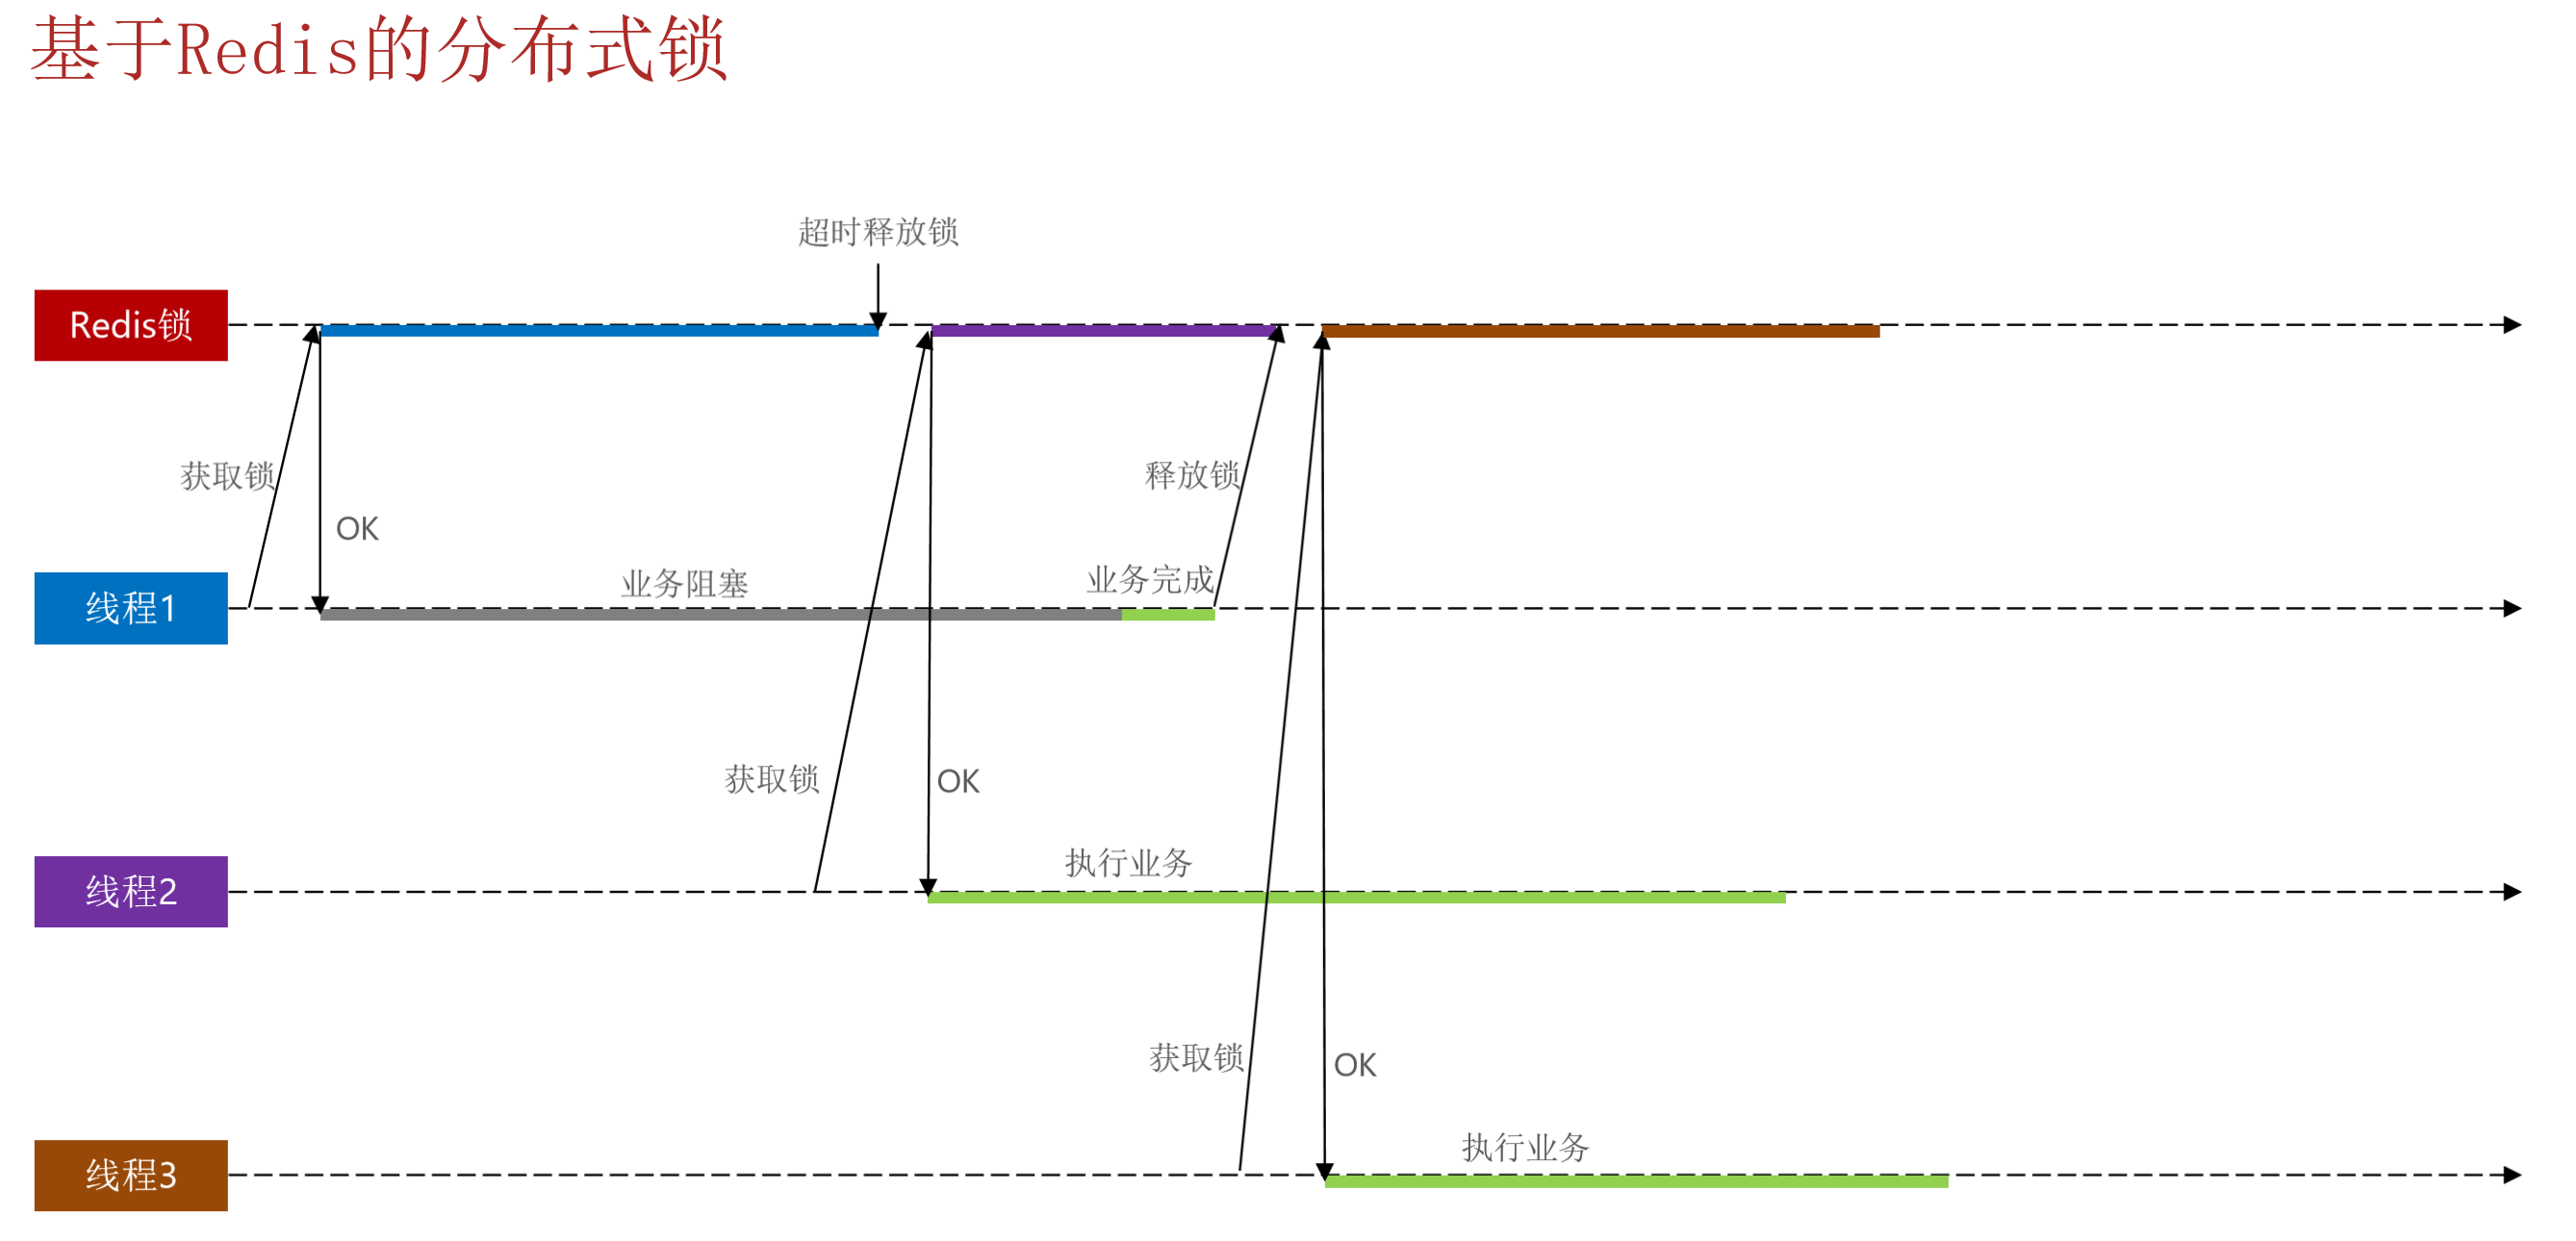 基于Redis的分布式锁
超时释放锁
Redis锁
获取锁
释放锁
OK
业务阻塞
业务完成
线程1
获取锁
OK
执行业务
线程2
获取锁
OK
执行业务
线程3